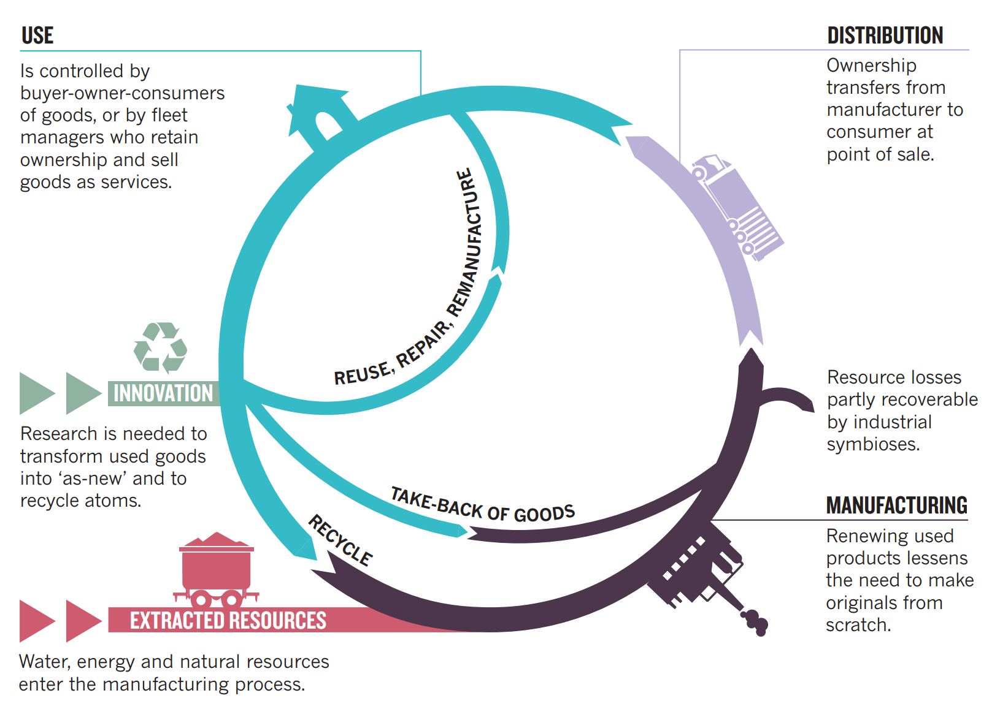 USE
Is controlled by
buyer-owner-consumers
of goods, or by fleet
managers who retain
ownership and sell
goods as services.
DISTRIBUTION
Ownership
transfers from
manufacturer to
consumer at
point of sale.
REUSE, REPAIR, REMANUFACTURE
INNOVATION
Research is needed to
transform used goods
into ‘as-new’ and to
recycle atoms.
Resource losses
partly recoverable
by industrial
symbioses.
TAKE-BACK OF GOODS
RECYCLE
MANUFACTURING
Renewing used
products lessens
the need to make
originals from
scratch.
EXTRACTED RESOURCES
Water, energy and natural resources
enter the manufacturing process.